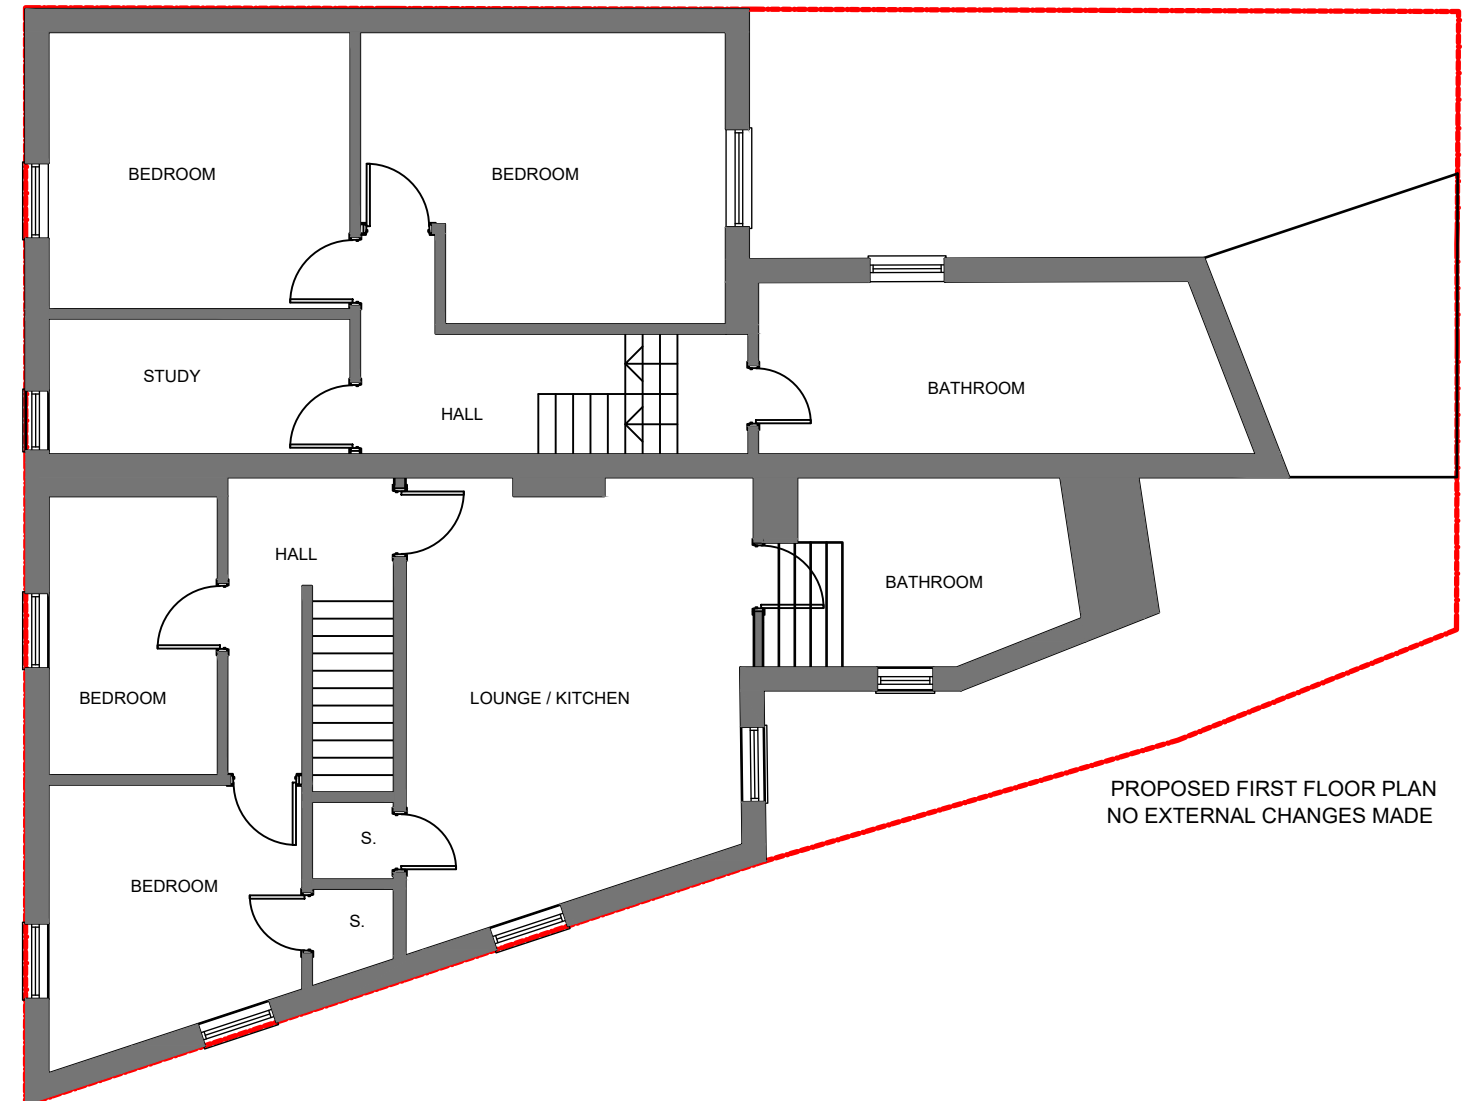 BEDROOM
BEDROOM
STUDY
HALL
BATHROOM
HALL
BATHROOM
BEDROOM
LOUNGE / KITCHEN
PROPOSED FIRST FLOOR PLAN
NO EXTERNAL CHANGES MADE
S.
BEDROOM
S.